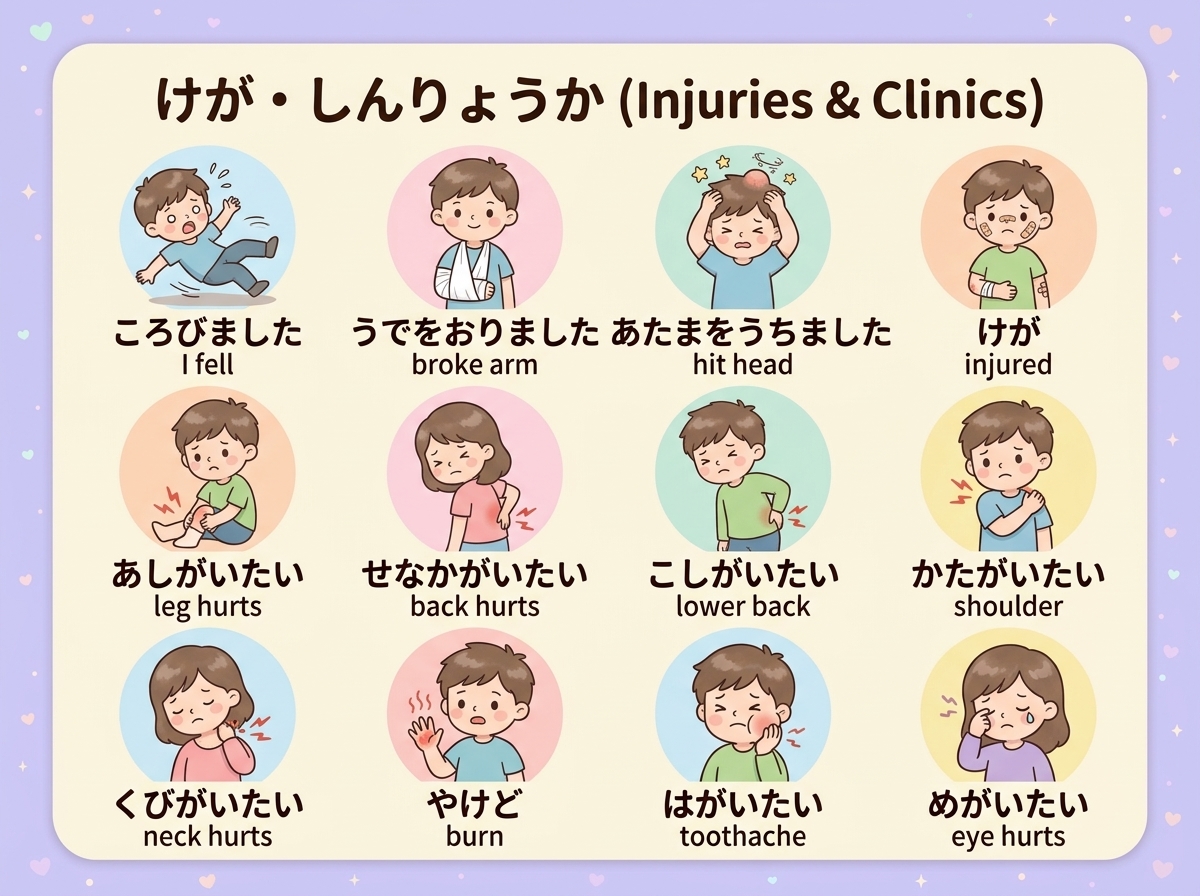 けが・しんりょうか (Injuries & Clinics)
ころびました
I fell
うでをおりました
broke arm
あたまをうちました
hit head
けが
injured
あしがいたい
leg hurts
せなかがいたい
back hurts
こしがいたい
lower back
かたがいたい
shoulder
くびがいたい
neck hurts
やけど
burn
はがいたい
toothache
めがいたい
eye hurts